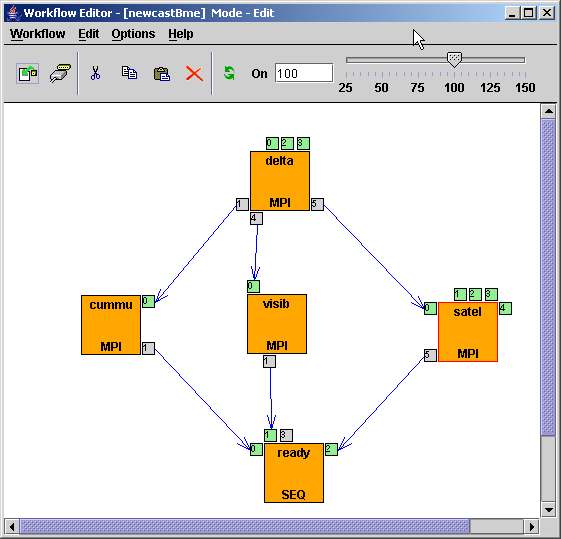 Workflow Editor - [newcastBme]  Mode - Edit
Workflow Edit Options Help
On 100
25 50 75 100 125 150
0 2 3
delta
MPI
1 5
4
0
1 2 3
0 0 4
cummu visib satel
MPI MPI MPI
1 1 5
1 3
0 2
ready
SEQ